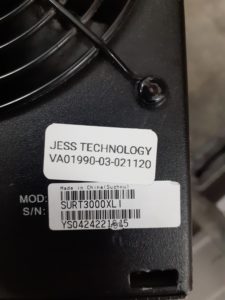 JESS TECHNOLOGY
VA01990-03-021120
Made in China(Suzhou)
MOD: SURT3000XLI
S/N: